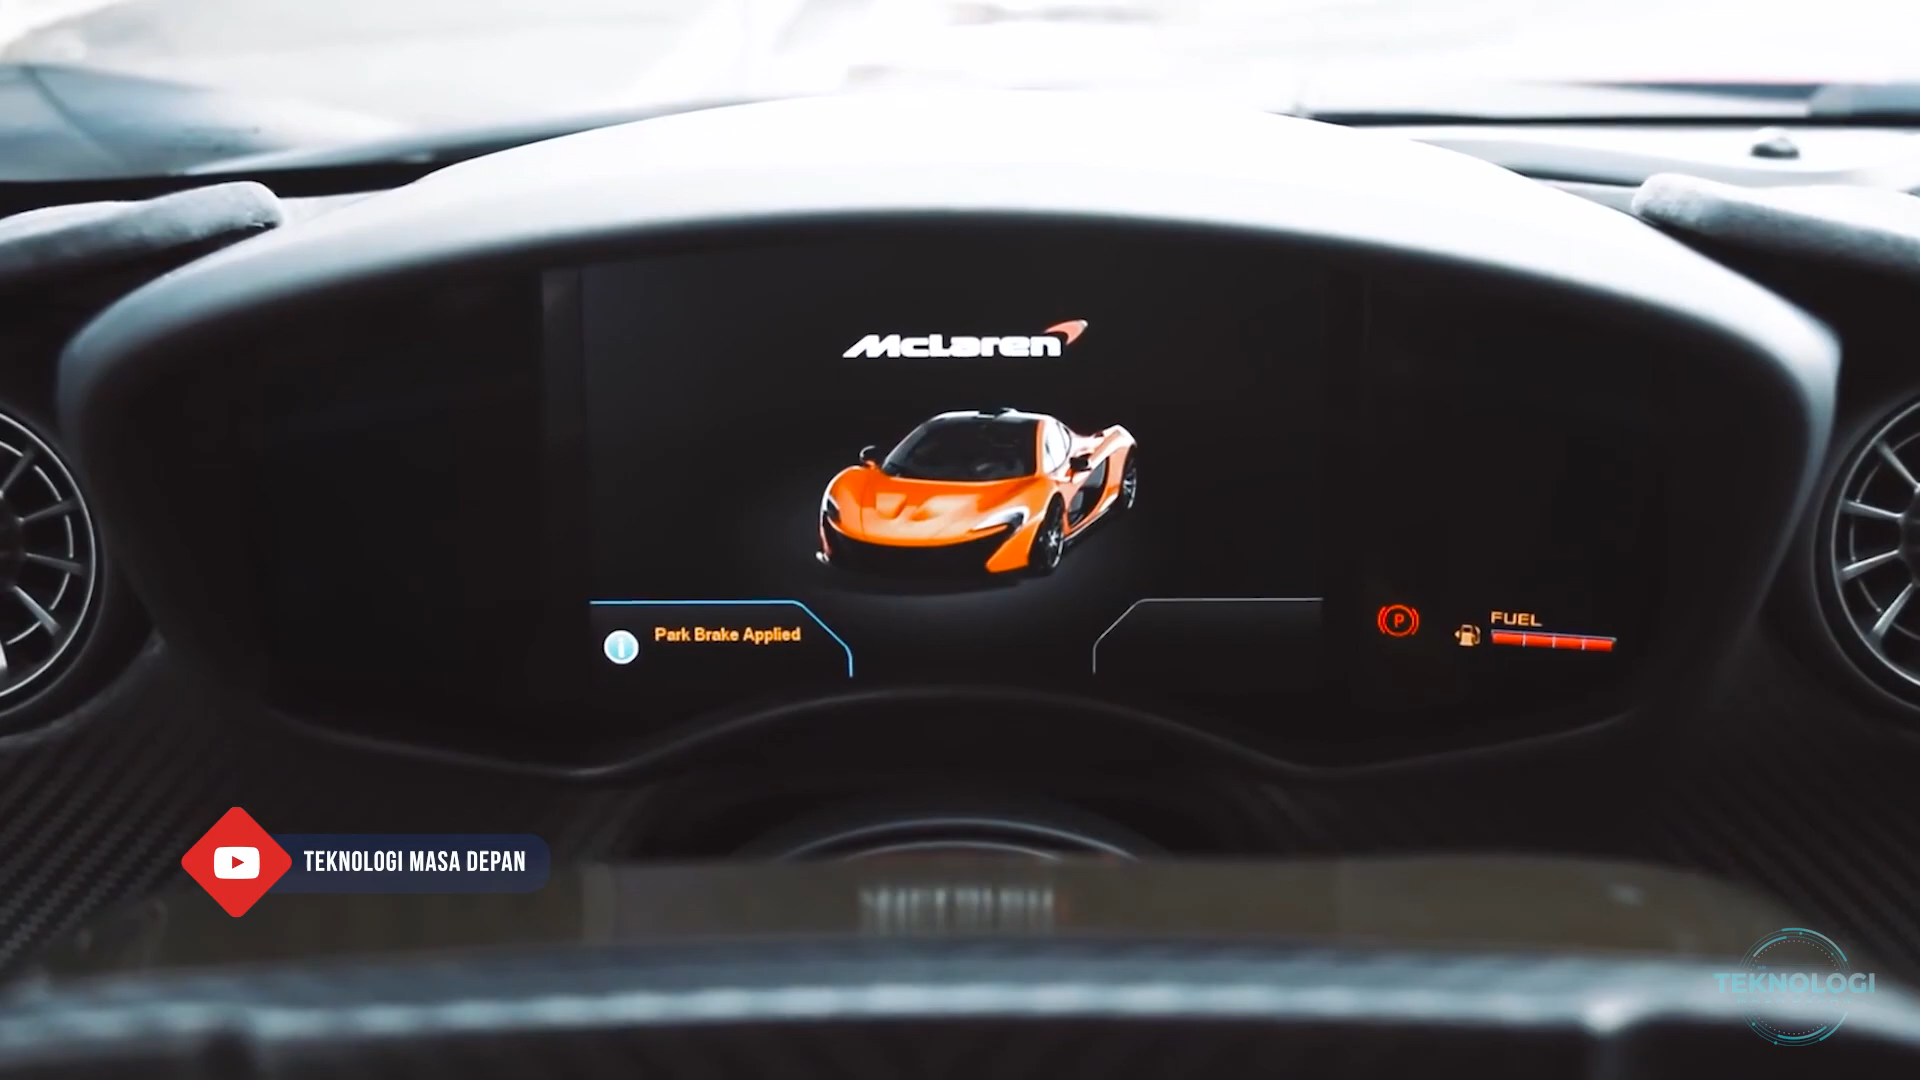 McLaren
Park Brake Applied
P
FUEL
TEKNOLOGI MASA DEPAN
TEKNOLOGI